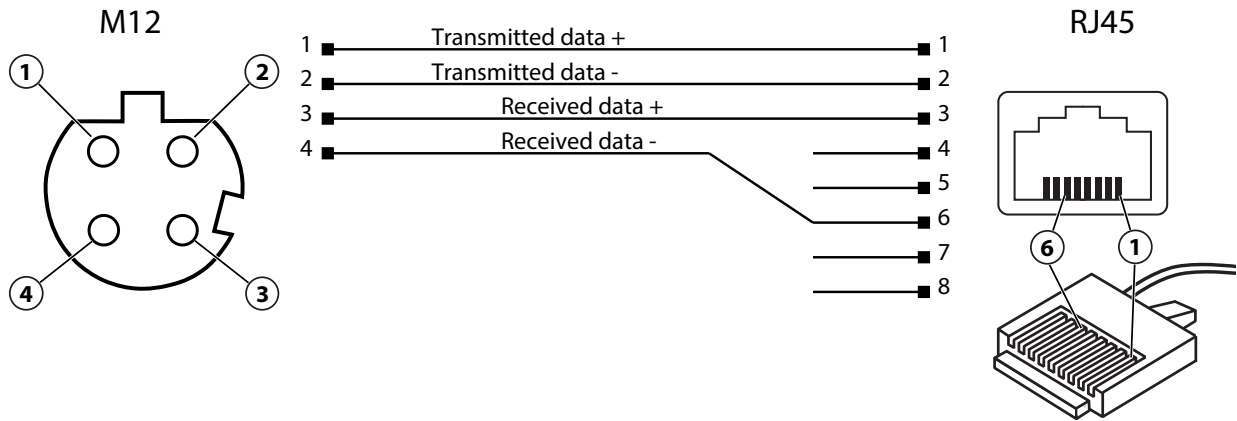 M12
RJ45
1 Transmitted data + 1
2 Transmitted data - 2
3 Received data + 3
4 Received data - 4
5
6
7
8
1
2
4
3
6
1